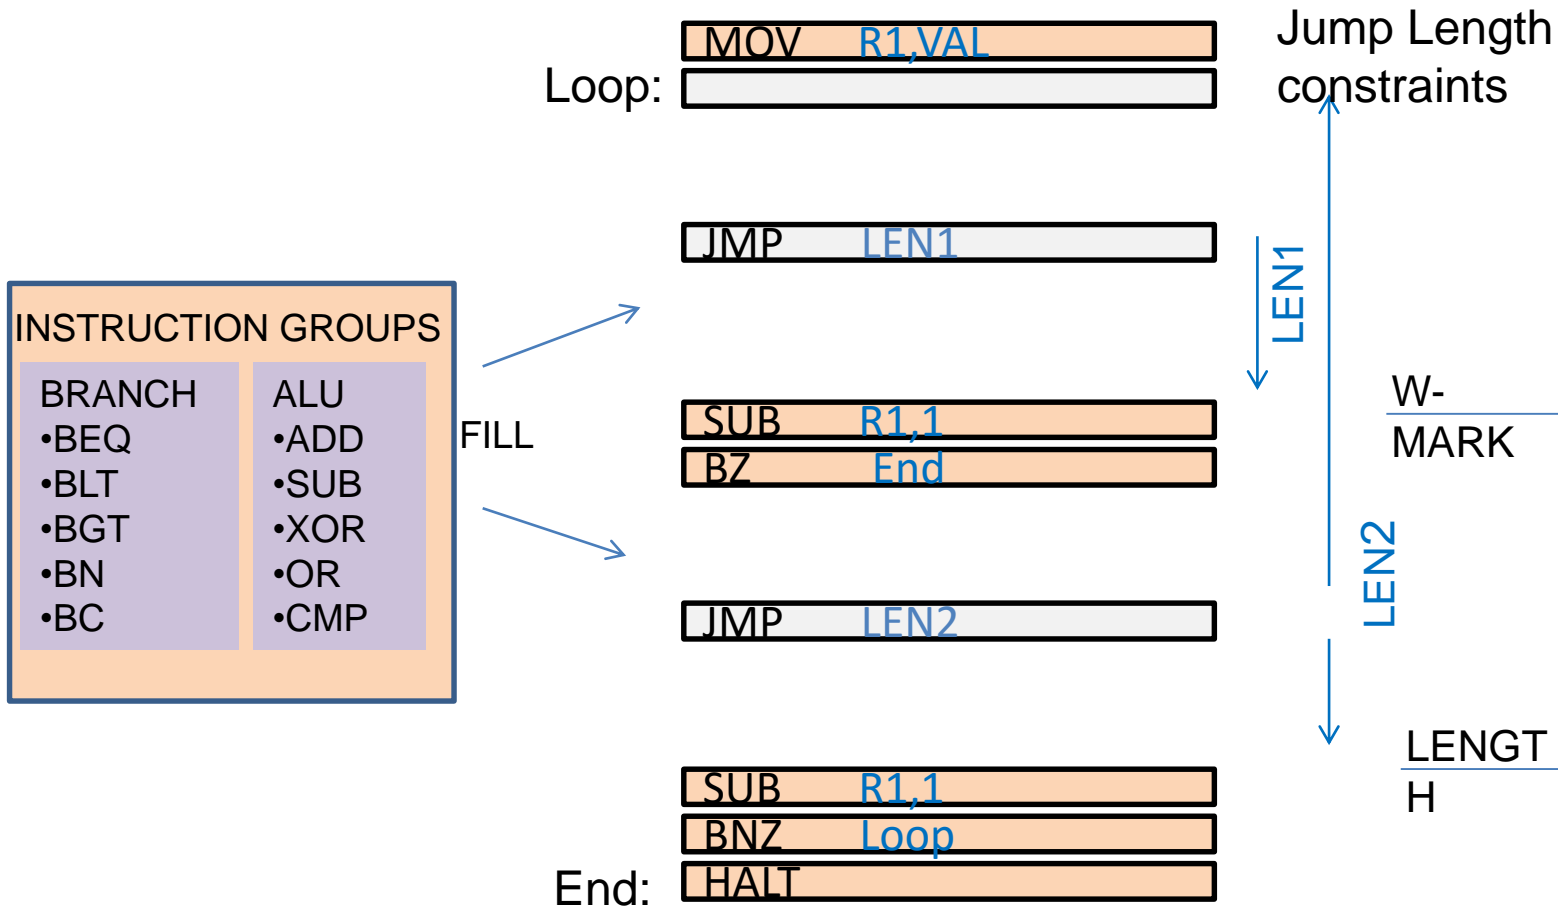 Jump Length
constraints
MOV R1,VAL
Loop:
JMP LEN1
LEN1
INSTRUCTION GROUPS
BRANCH
•BEQ
•BLT
•BGT
•BN
•BC
ALU
•ADD
•SUB
•XOR
•OR
•CMP
FILL
SUB R1,1
BZ End
W-
MARK
LEN2
JMP LEN2
LENGT
H
SUB R1,1
BNZ Loop
End: HALT